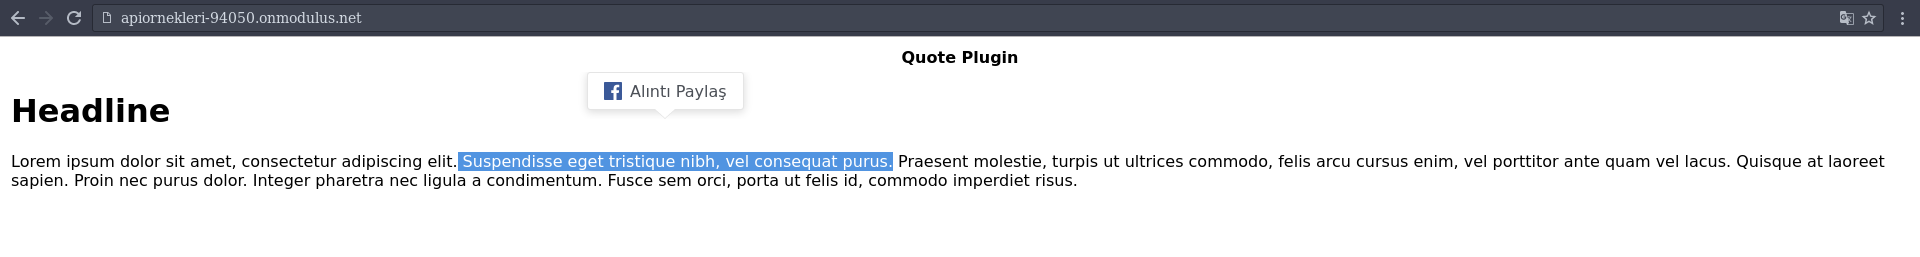 apiornekleri-94050.onmodulus.net
Quote Plugin
Alıntı Paylaş
Headline
Lorem ipsum dolor sit amet, consectetur adipiscing elit. Suspendisse eget tristique nibh, vel consequat purus. Praesent molestie, turpis ut ultrices commodo, felis arcu cursus enim, vel porttitor ante quam vel lacus. Quisque at laoreet
sapien. Proin nec purus dolor. Integer pharetra nec ligula a condimentum. Fusce sem orci, porta ut felis id, commodo imperdiet risus.